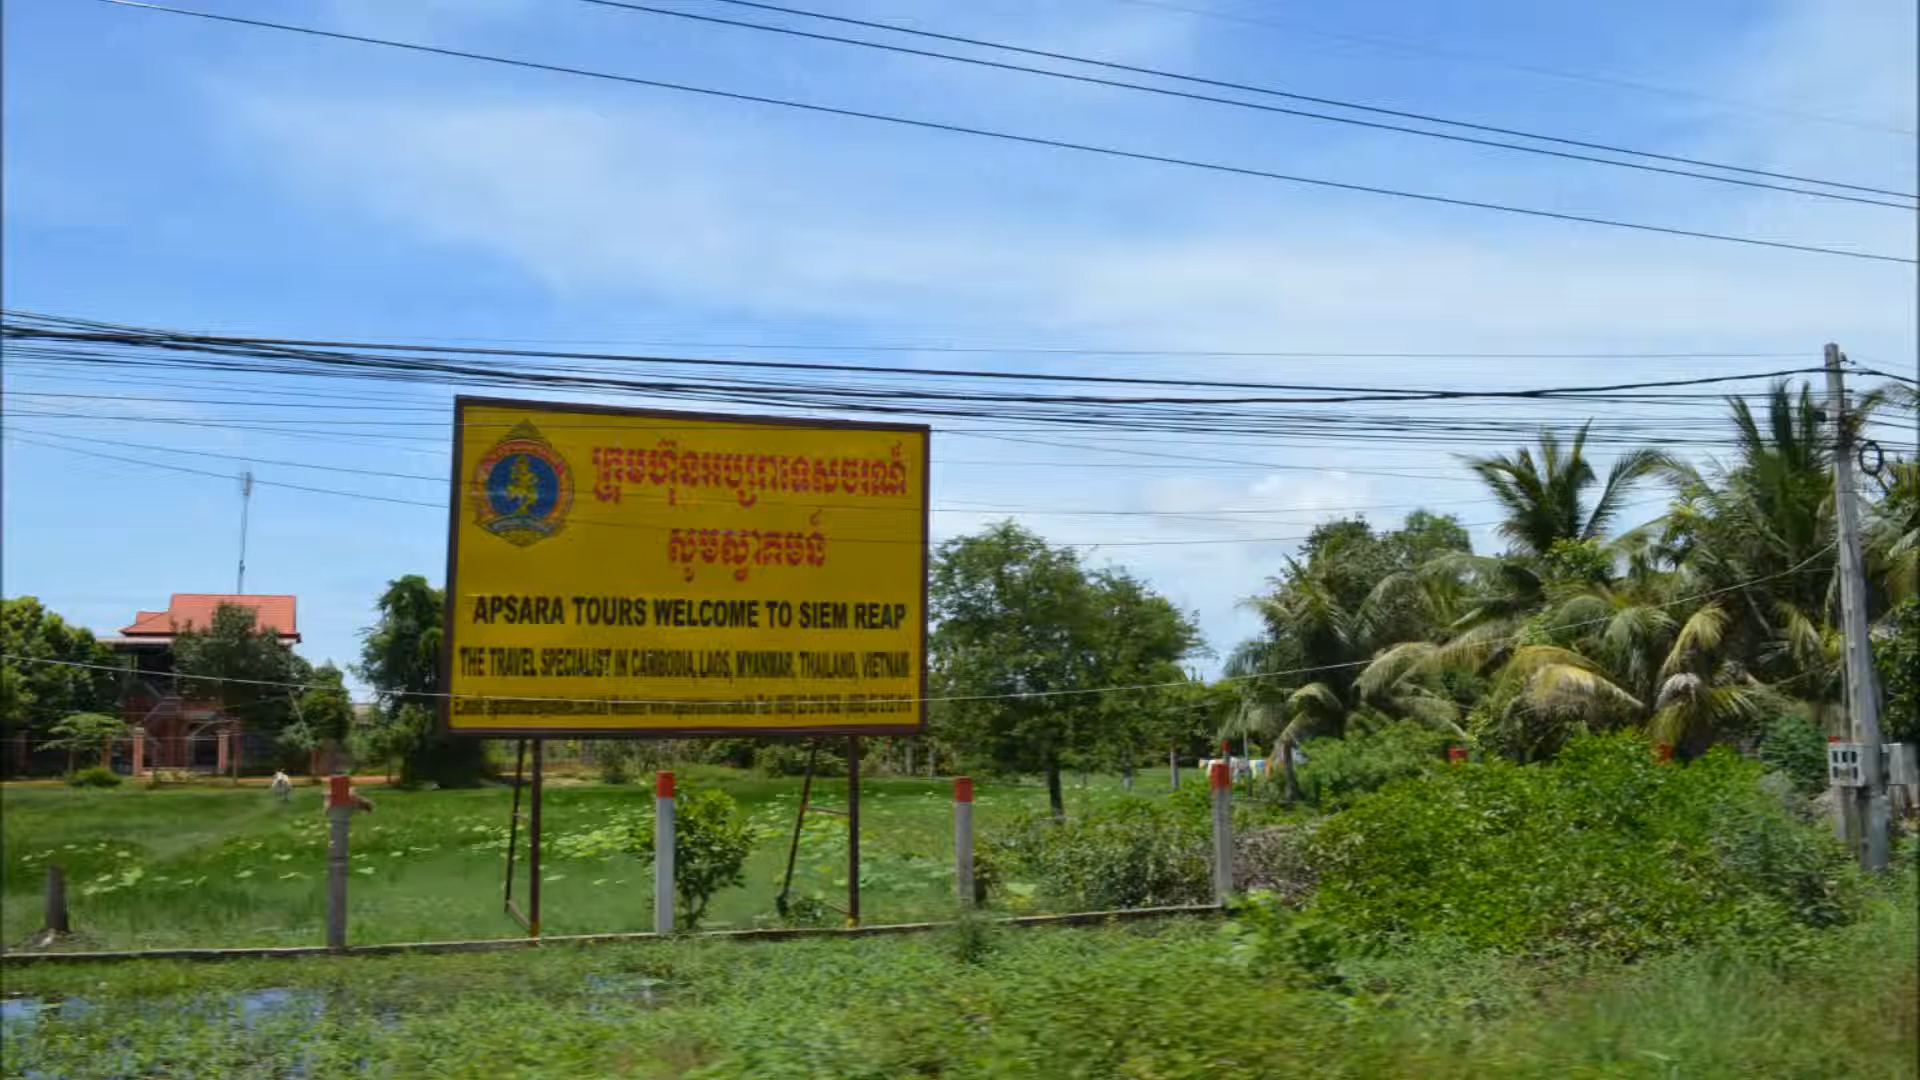 ក្រុមហ៊ុនអប្សរាទេសចរណ៍
សូមស្វាគមន៍
APSARA TOURS WELCOME TO SIEM REAP
THE TRAVEL SPECIALIST IN CAMBODIA, LAOS, MYANMAR, THAILAND, VIETNAM